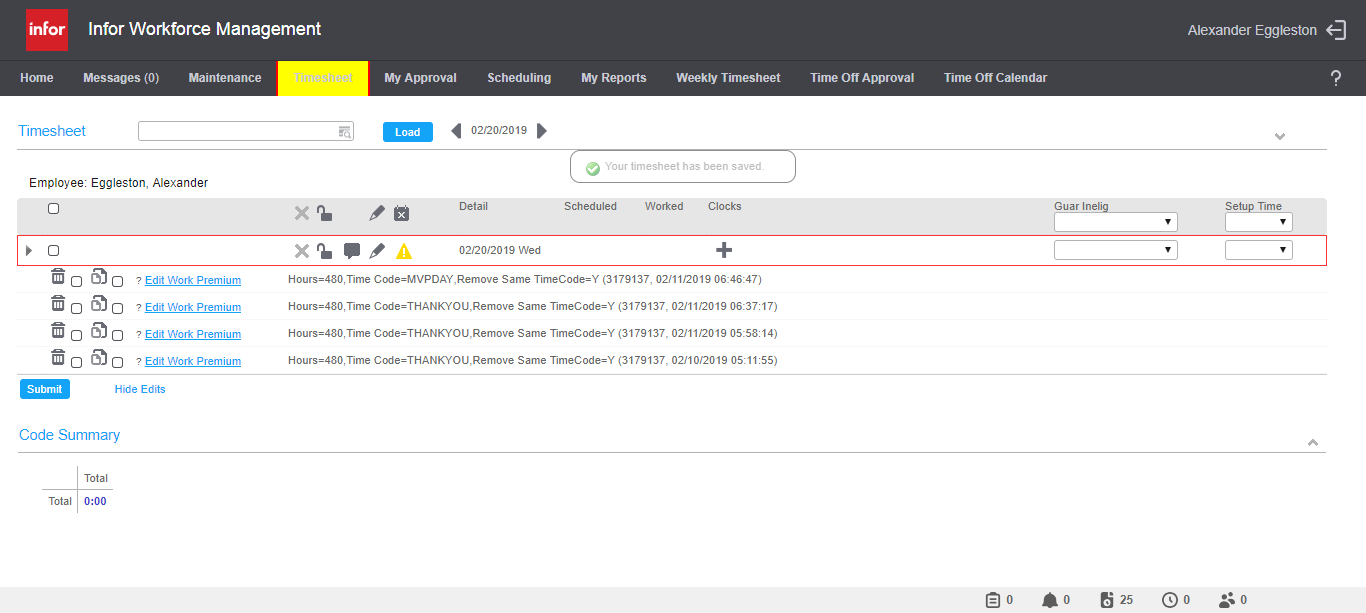 infor Infor Workforce Management Alexander Eggleston
Home Messages (0) Maintenance Timesheet My Approval Scheduling My Reports Weekly Timesheet Time Off Approval Time Off Calendar ?
Timesheet Load 02/20/2019
Your timesheet has been saved.
Employee: Eggleston, Alexander
Detail Scheduled Worked Clocks Guar Inelig Setup Time
02/20/2019 Wed
? Edit Work Premium Hours=480,Time Code=MVPDAY,Remove Same TimeCode=Y (3179137, 02/11/2019 06:46:47)
? Edit Work Premium Hours=480,Time Code=THANKYOU,Remove Same TimeCode=Y (3179137, 02/11/2019 06:37:17)
? Edit Work Premium Hours=480,Time Code=THANKYOU,Remove Same TimeCode=Y (3179137, 02/11/2019 05:58:14)
? Edit Work Premium Hours=480,Time Code=THANKYOU,Remove Same TimeCode=Y (3179137, 02/10/2019 05:11:55)
Submit Hide Edits
Code Summary
Total
Total 0:00
0 0 25 0 0